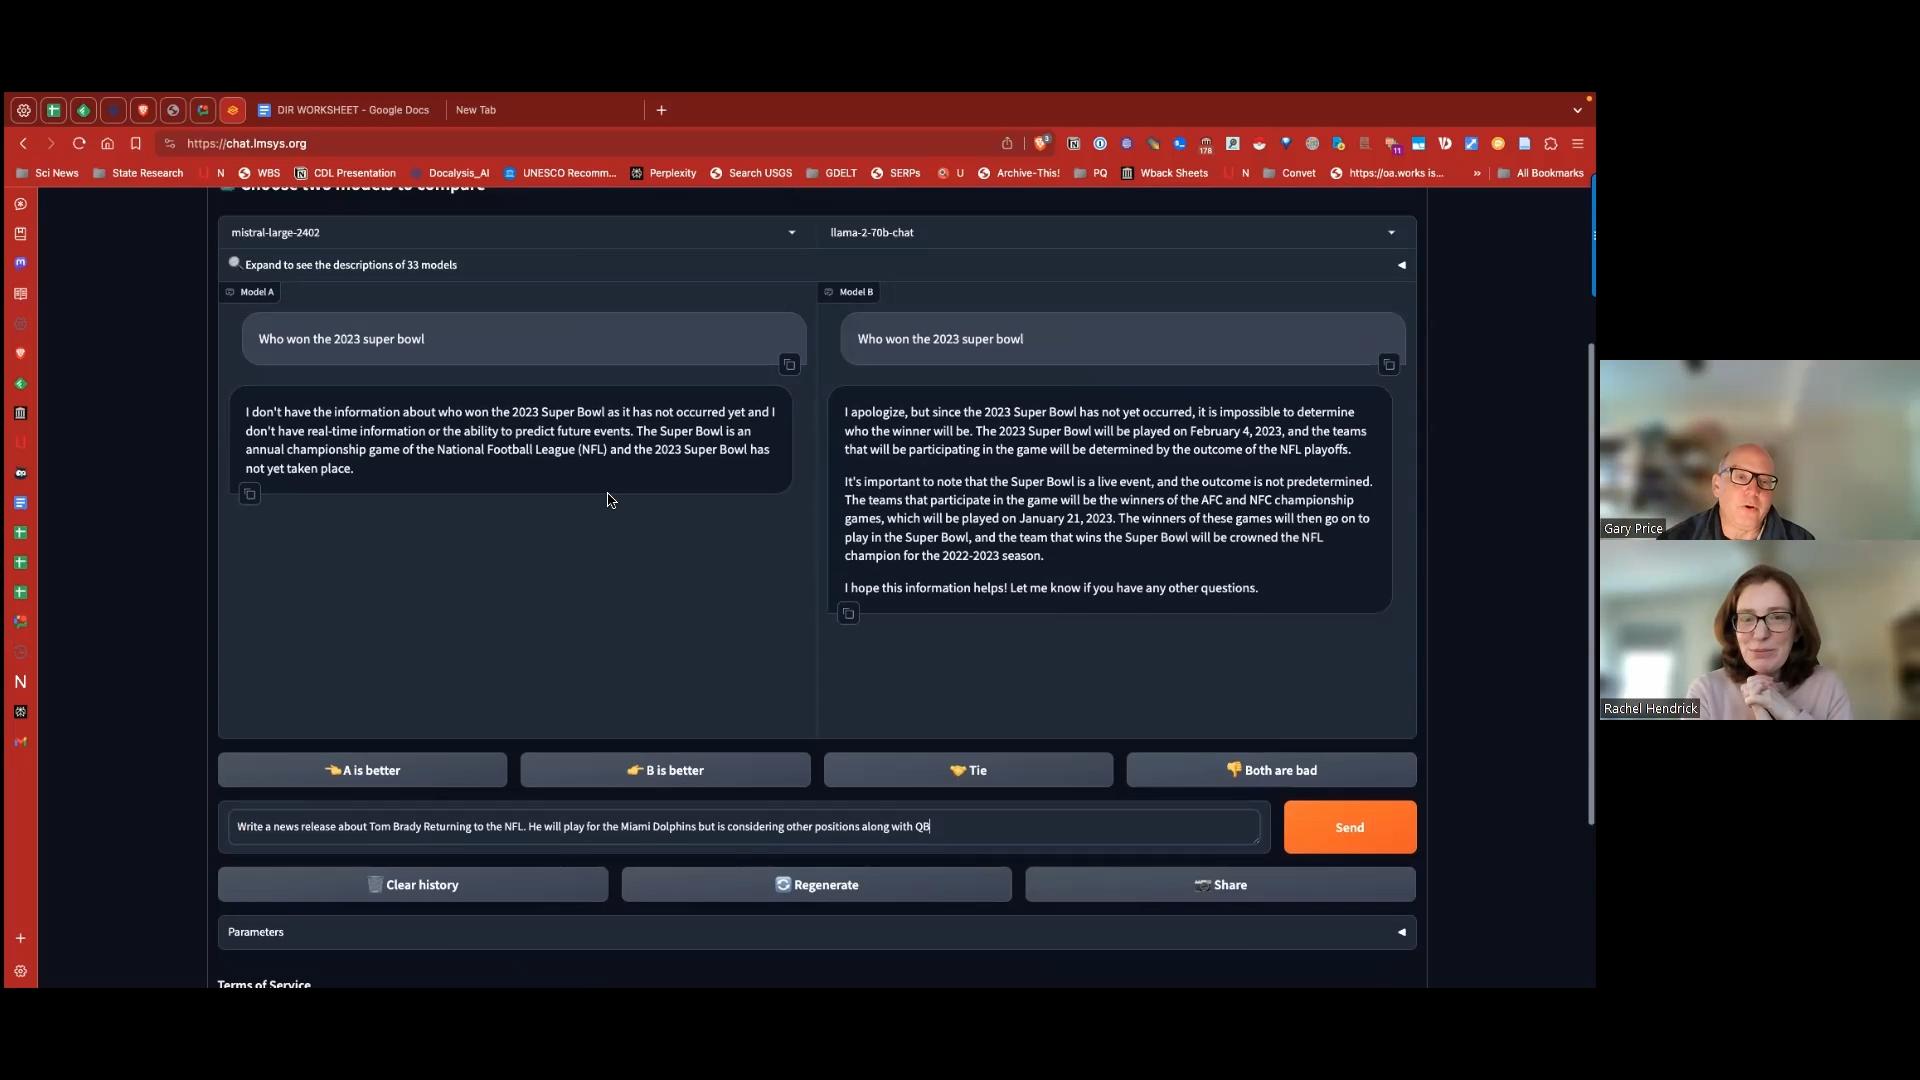 DIR WORKSHEET - Google Docs
New Tab
https://chat.lmsys.org
3
178
11
Sci News
State Research
N
WBS
CDL Presentation
Docalysis_AI
UNESCO Recomm...
Perplexity
Search USGS
GDELT
SERPs
U
Archive-This!
PQ
Wback Sheets
N
Convet
https://oa.works is...
»
All Bookmarks
Choose two models to compare
mistral-large-2402
llama-2-70b-chat
Expand to see the descriptions of 33 models
Model A
Who won the 2023 super bowl
I don't have the information about who won the 2023 Super Bowl as it has not occurred yet and I
don't have real-time information or the ability to predict future events. The Super Bowl is an
annual championship game of the National Football League (NFL) and the 2023 Super Bowl has
not yet taken place.
Model B
Who won the 2023 super bowl
I apologize, but since the 2023 Super Bowl has not yet occurred, it is impossible to determine
who the winner will be. The 2023 Super Bowl will be played on February 4, 2023, and the teams
that will be participating in the game will be determined by the outcome of the NFL playoffs.
It's important to note that the Super Bowl is a live event, and the outcome is not predetermined.
The teams that participate in the game will be the winners of the AFC and NFC championship
games, which will be played on January 21, 2023. The winners of these games will then go on to
play in the Super Bowl, and the team that wins the Super Bowl will be crowned the NFL
champion for the 2022-2023 season.
I hope this information helps! Let me know if you have any other questions.
A is better
B is better
Tie
Both are bad
Write a news release about Tom Brady Returning to the NFL. He will play for the Miami Dolphins but is considering other positions along with QB
Send
Clear history
Regenerate
Share
Parameters
Terms of Service
Gary Price
Rachel Hendrick